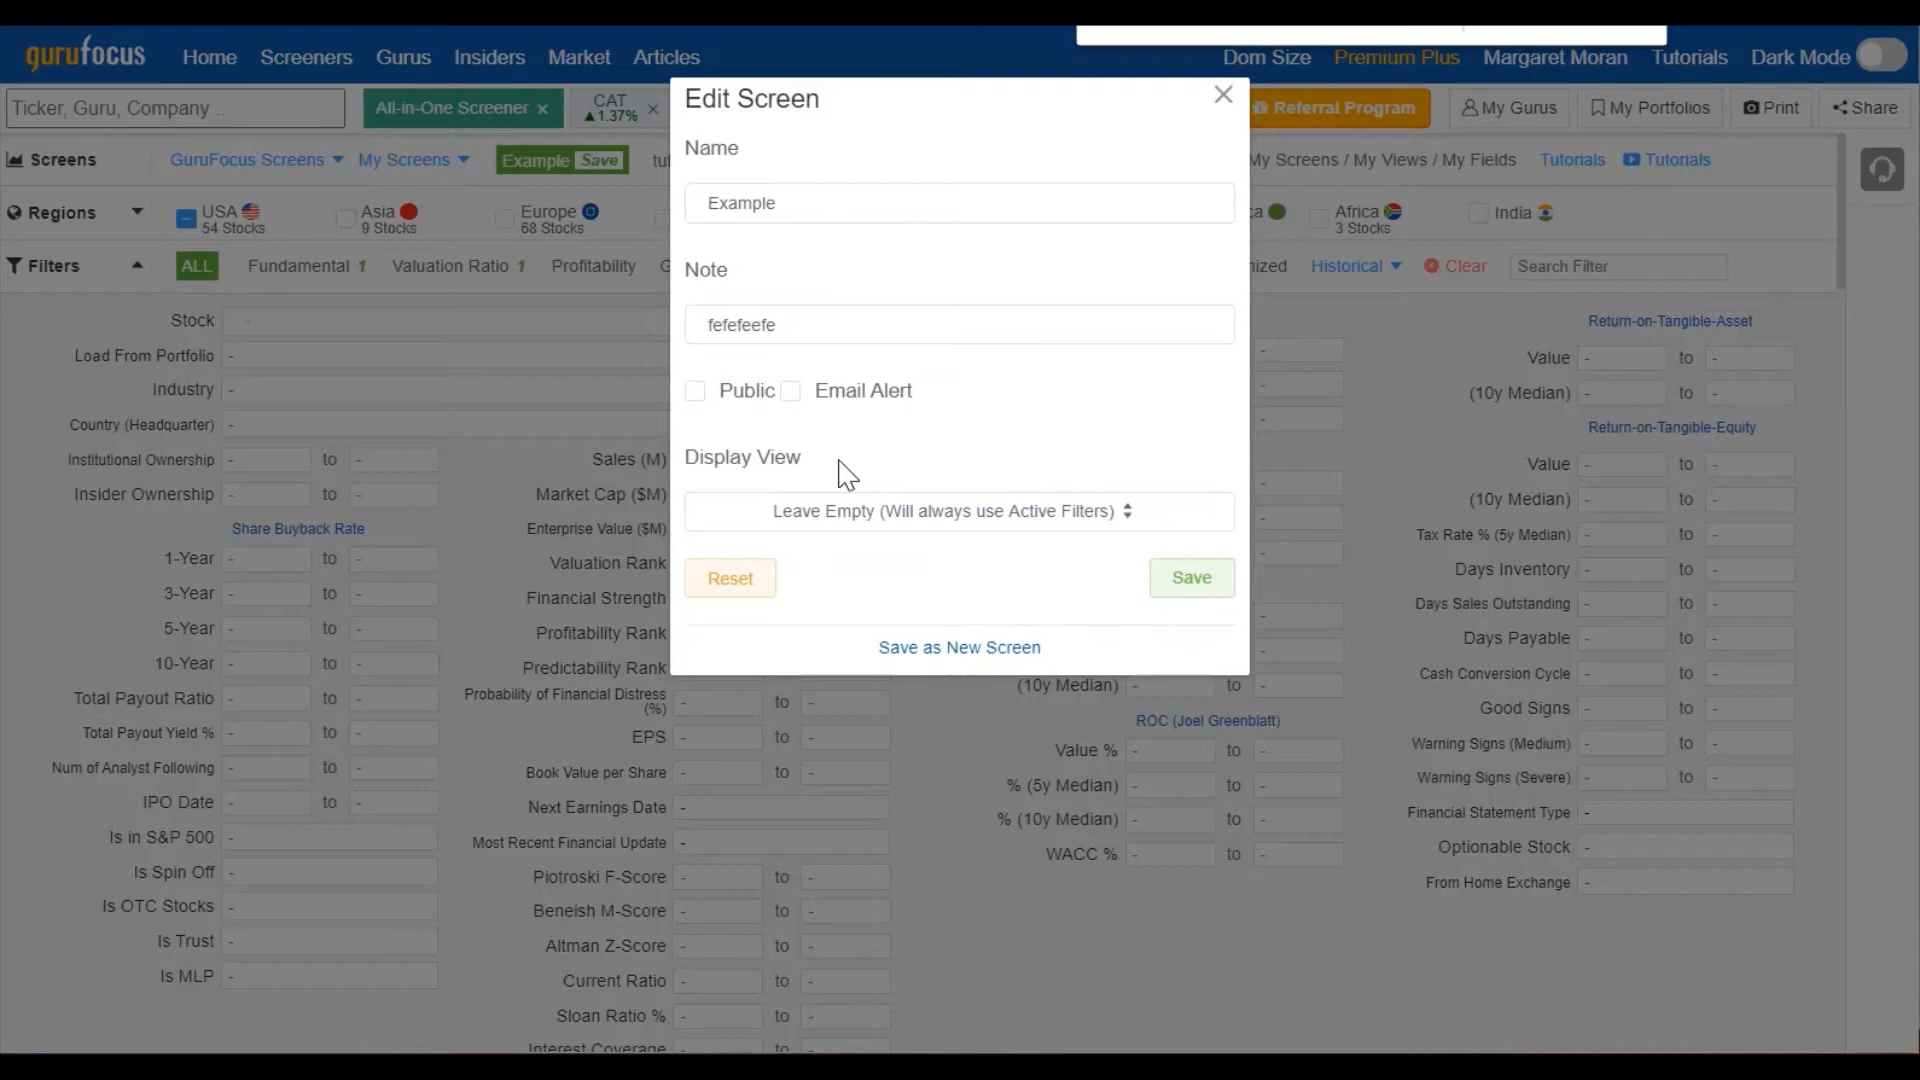 gurufocus Home Screeners Gurus Insiders Market Articles Dom Size Premium Plus Margaret Moran Tutorials Dark Mode
Ticker, Guru, Company .. All-in-One Screener × CAT ▲1.37% × Referral Program My Gurus My Portfolios Print Share
Screens GuruFocus Screens My Screens Example Save My Screens / My Views / My Fields Tutorials Tutorials
Regions USA Asia Europe Africa India
54 Stocks 9 Stocks 68 Stocks 3 Stocks
Filters ALL Fundamental 1 Valuation Ratio 1 Profitability Historical Clear Search Filter
Edit Screen
Name
Example
Note
fefefeefe
Public Email Alert
Display View
Leave Empty (Will always use Active Filters)
Reset Save
Save as New Screen
Stock -
Load From Portfolio -
Industry -
Country (Headquarter) -
Institutional Ownership - to -
Insider Ownership - to -
Share Buyback Rate
1-Year - to -
3-Year - to -
5-Year - to -
10-Year - to -
Total Payout Ratio - to -
Total Payout Yield % - to -
Num of Analyst Following - to -
IPO Date - to -
Is in S&P 500 -
Is Spin Off -
Is OTC Stocks -
Is Trust -
Is MLP -
Sales (M)
Market Cap ($M)
Enterprise Value ($M)
Valuation Rank
Financial Strength
Profitability Rank
Predictability Rank
Probability of Financial Distress
(%) - to -
EPS - to -
Book Value per Share - to -
Next Earnings Date -
Most Recent Financial Update -
Piotroski F-Score - to -
Beneish M-Score - to -
Altman Z-Score - to -
Current Ratio - to -
Sloan Ratio % - to -
Interest Coverage - to -
(10y Median) - to -
ROC (Joel Greenblatt)
Value % - to -
% (5y Median) - to -
% (10y Median) - to -
WACC % - to -
Return-on-Tangible-Asset
Value - to -
(10y Median) - to -
Return-on-Tangible-Equity
Value - to -
(10y Median) - to -
Tax Rate % (5y Median) - to -
Days Inventory - to -
Days Sales Outstanding - to -
Days Payable - to -
Cash Conversion Cycle - to -
Good Signs - to -
Warning Signs (Medium) - to -
Warning Signs (Severe) - to -
Financial Statement Type -
Optionable Stock -
From Home Exchange -